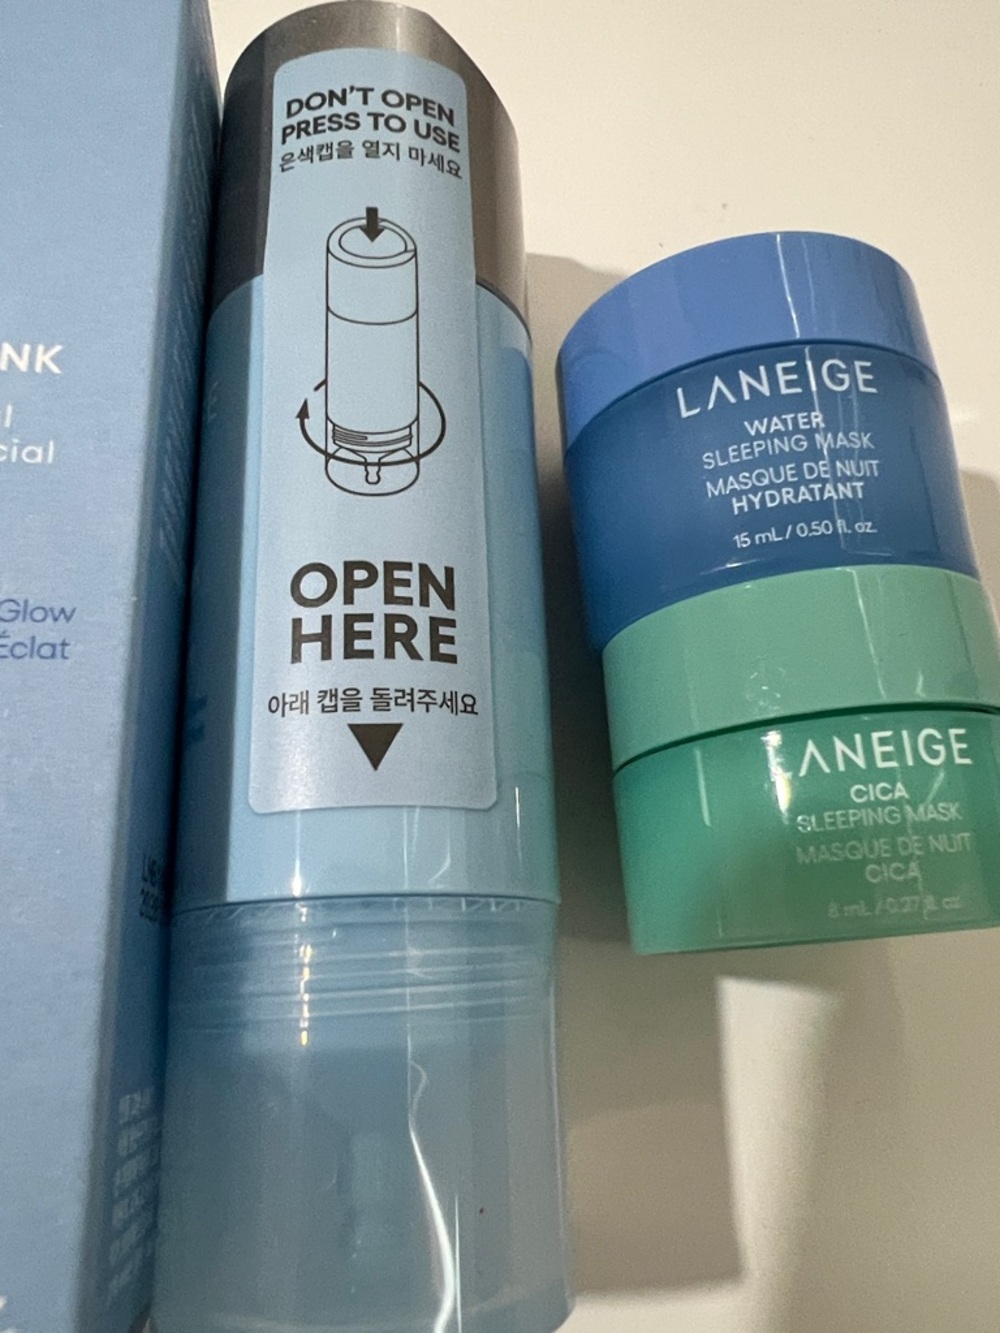 NK
cial
Glow
Éclat
DON'T OPEN
PRESS TO USE
은색캡을 열지 마세요
OPEN
HERE
아래 캡을 돌려주세요
LANEIGE
WATER
SLEEPING MASK
MASQUE DE NUIT
HYDRATANT
15 mL / 0.50 fl. oz.
LANEIGE
CICA
SLEEPING MASK
MASQUE DE NUIT
CICA
8 mL / 0.27 fl. oz.